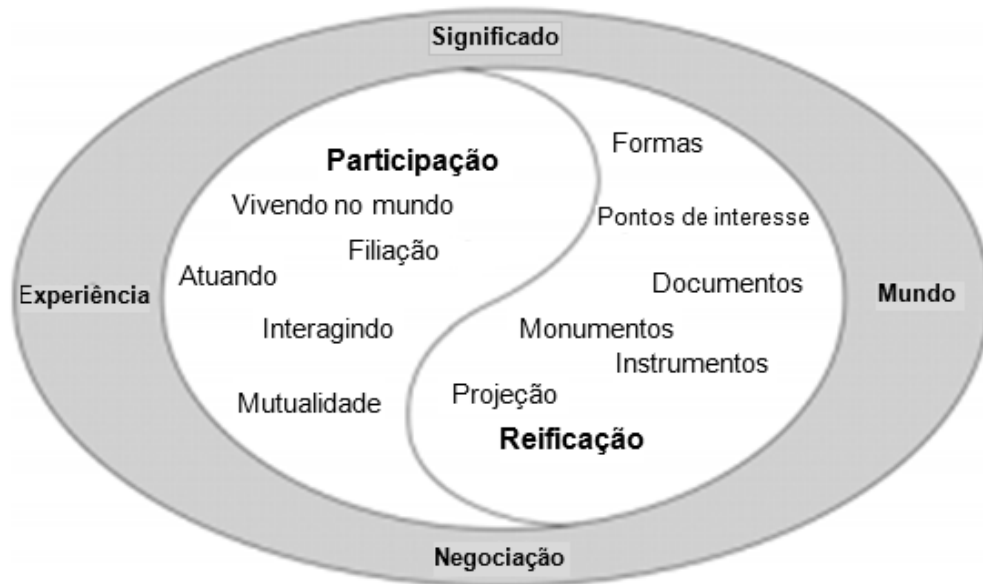 Significado
Participação
Vivendo no mundo
Filiação
Atuando
Interagindo
Mutualidade
Formas
Pontos de interesse
Documentos
Monumentos
Instrumentos
Projeção
Reificação
Experiência
Mundo
Negociação